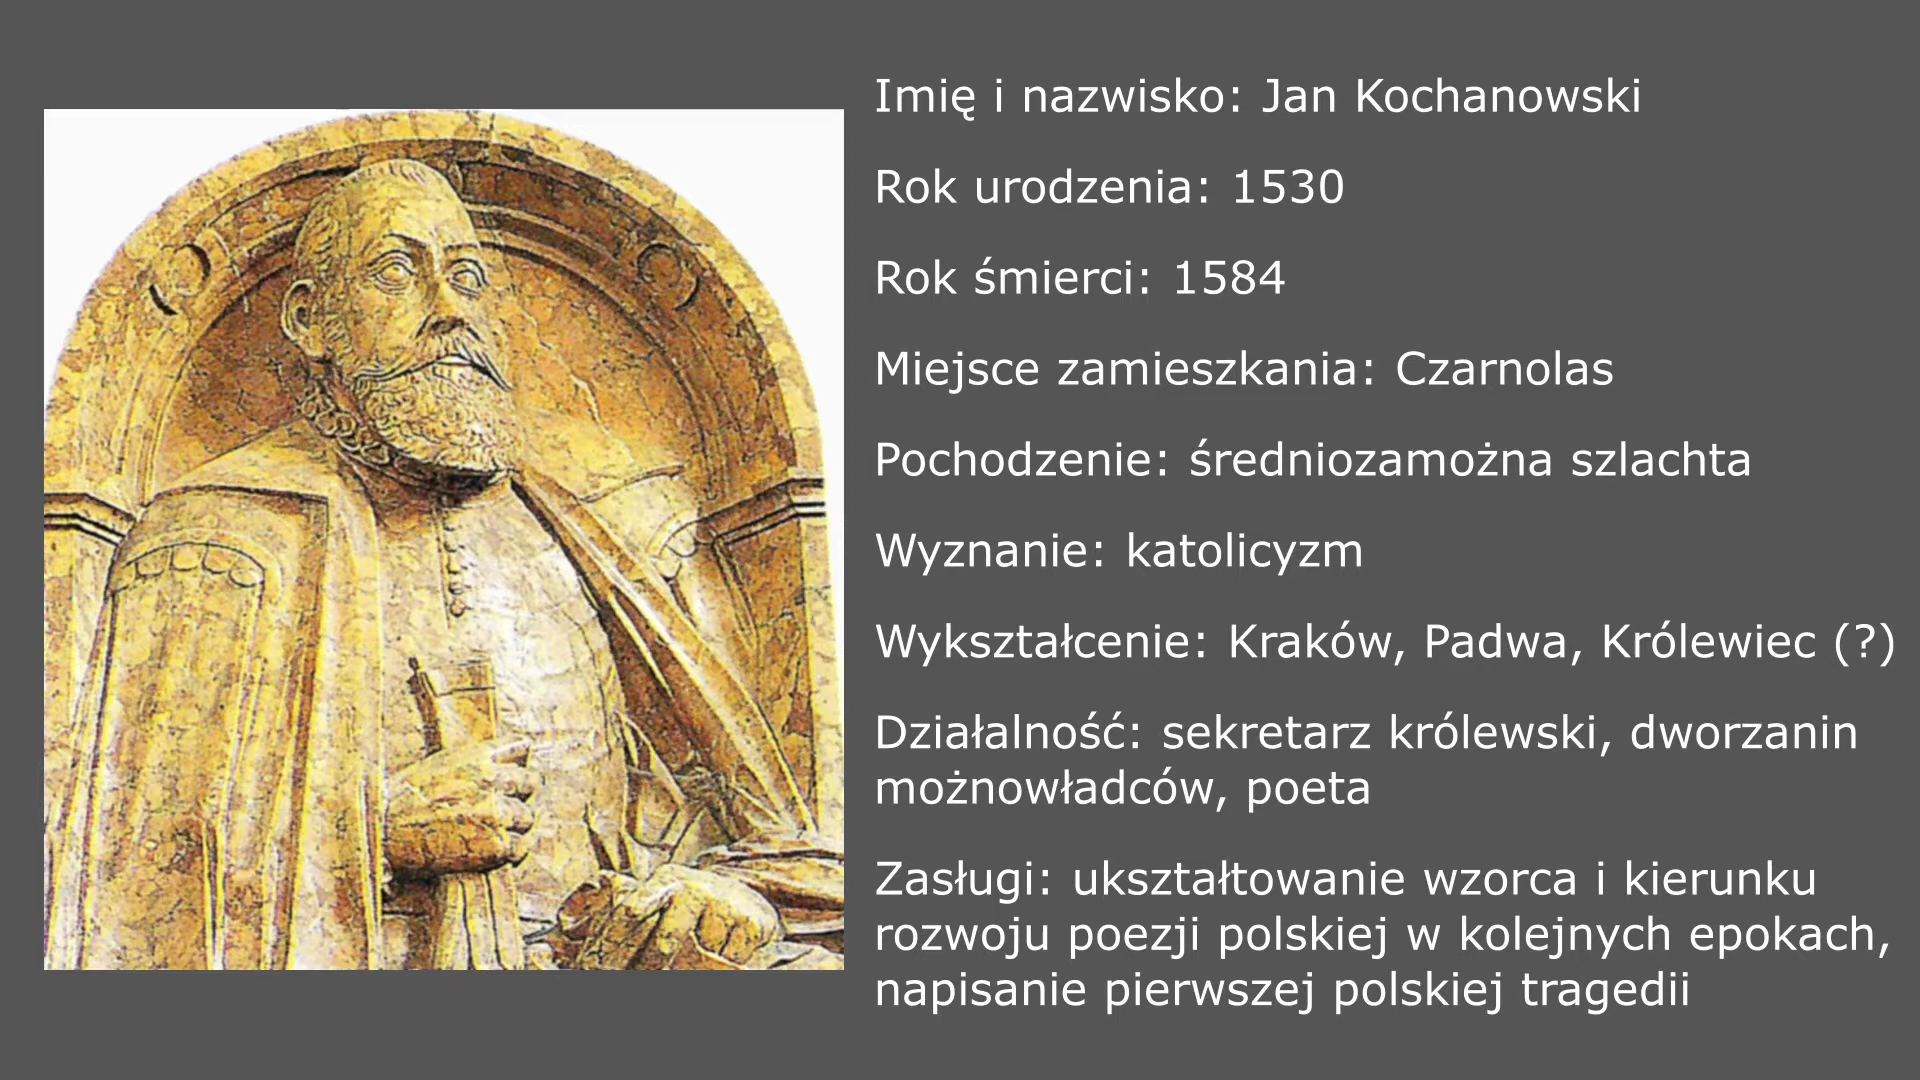 Imię i nazwisko: Jan Kochanowski
Rok urodzenia: 1530
Rok śmierci: 1584
Miejsce zamieszkania: Czarnolas
Pochodzenie: średniozamożna szlachta
Wyznanie: katolicyzm
Wykształcenie: Kraków, Padwa, Królewiec (?)
Działalność: sekretarz królewski, dworzanin
możnowładców, poeta
Zasługi: ukształtowanie wzorca i kierunku
rozwoju poezji polskiej w kolejnych epokach,
napisanie pierwszej polskiej tragedii